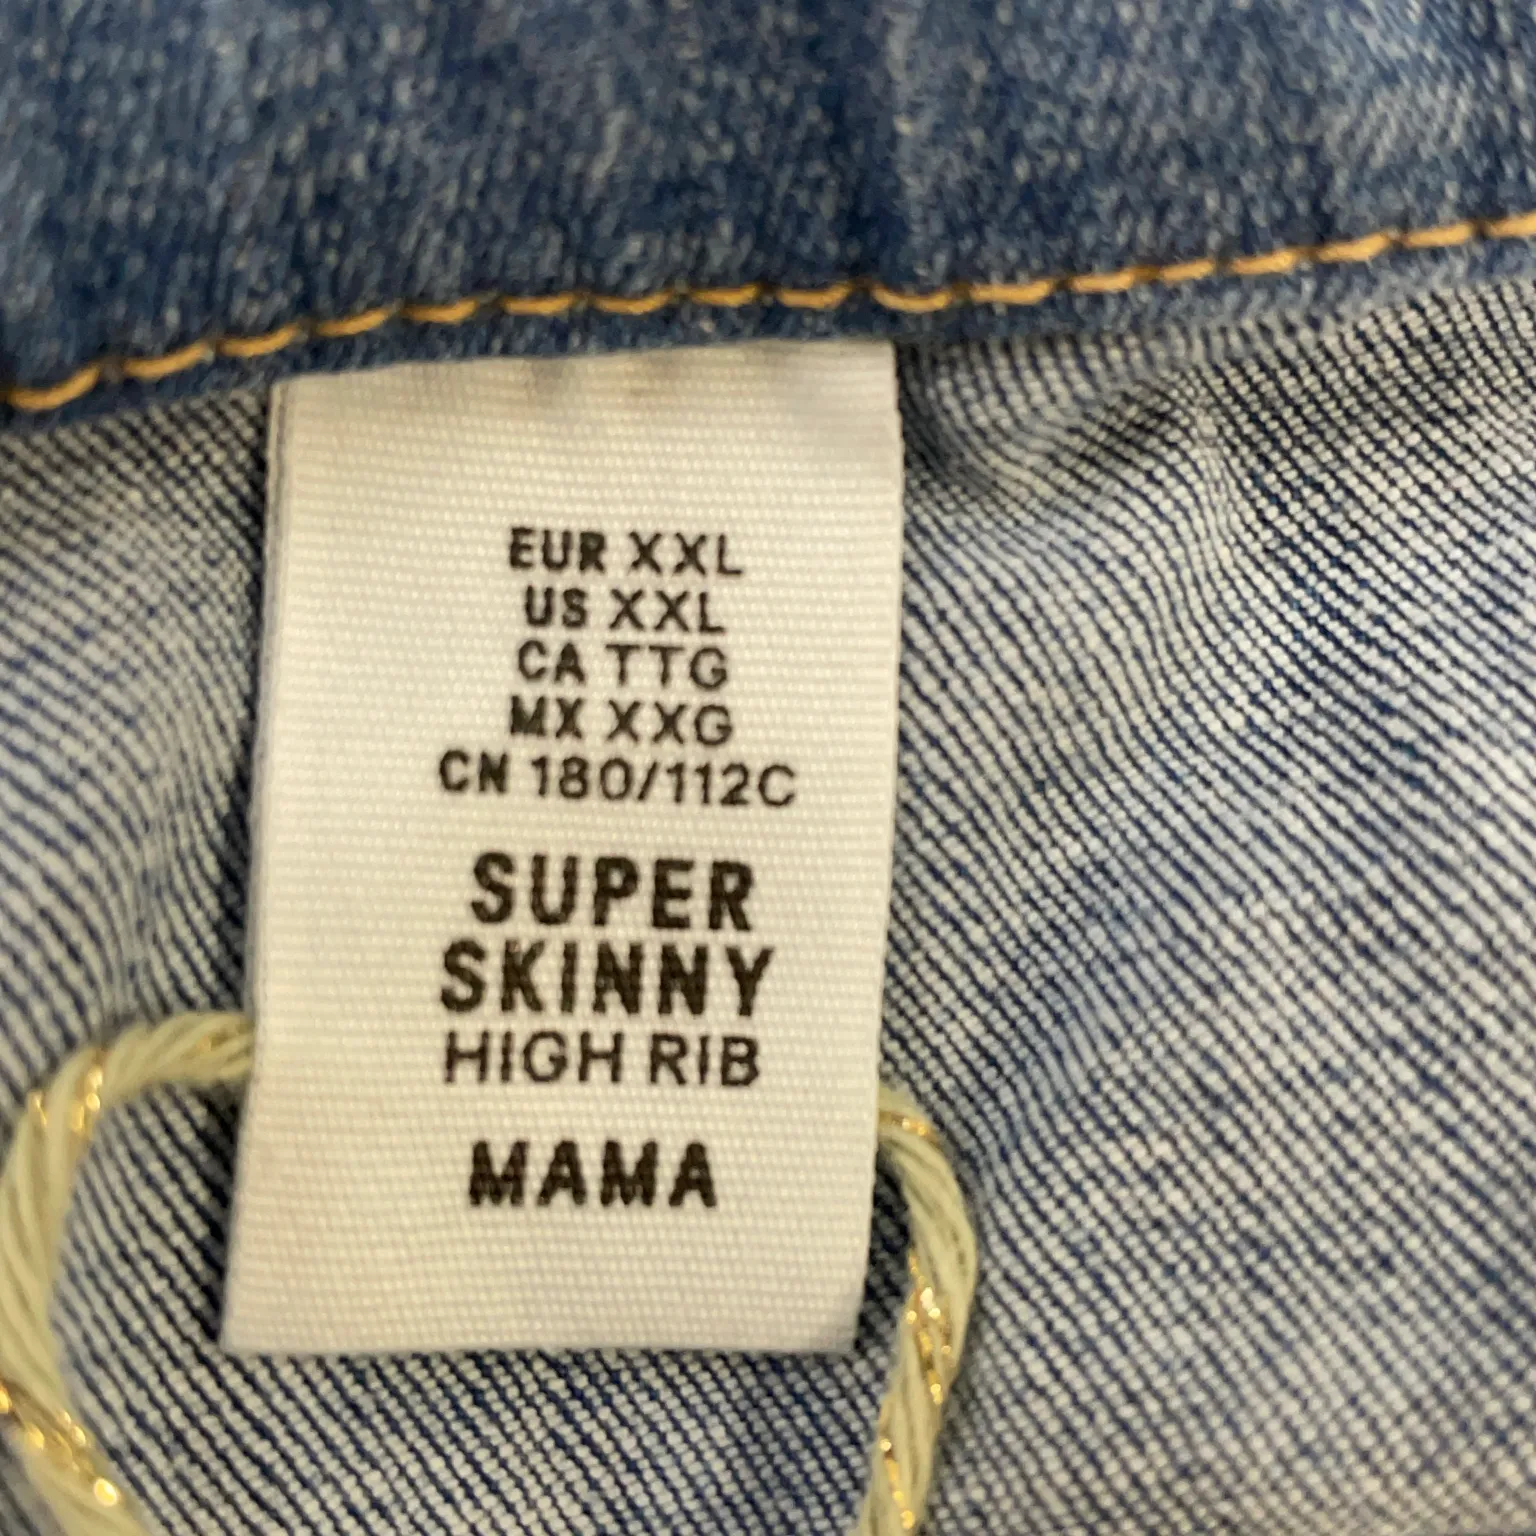 EUR XXL
US XXL
CA TTG
MX XXG
CN 180/112C
SUPER
SKINNY
HIGH RIB
MAMA